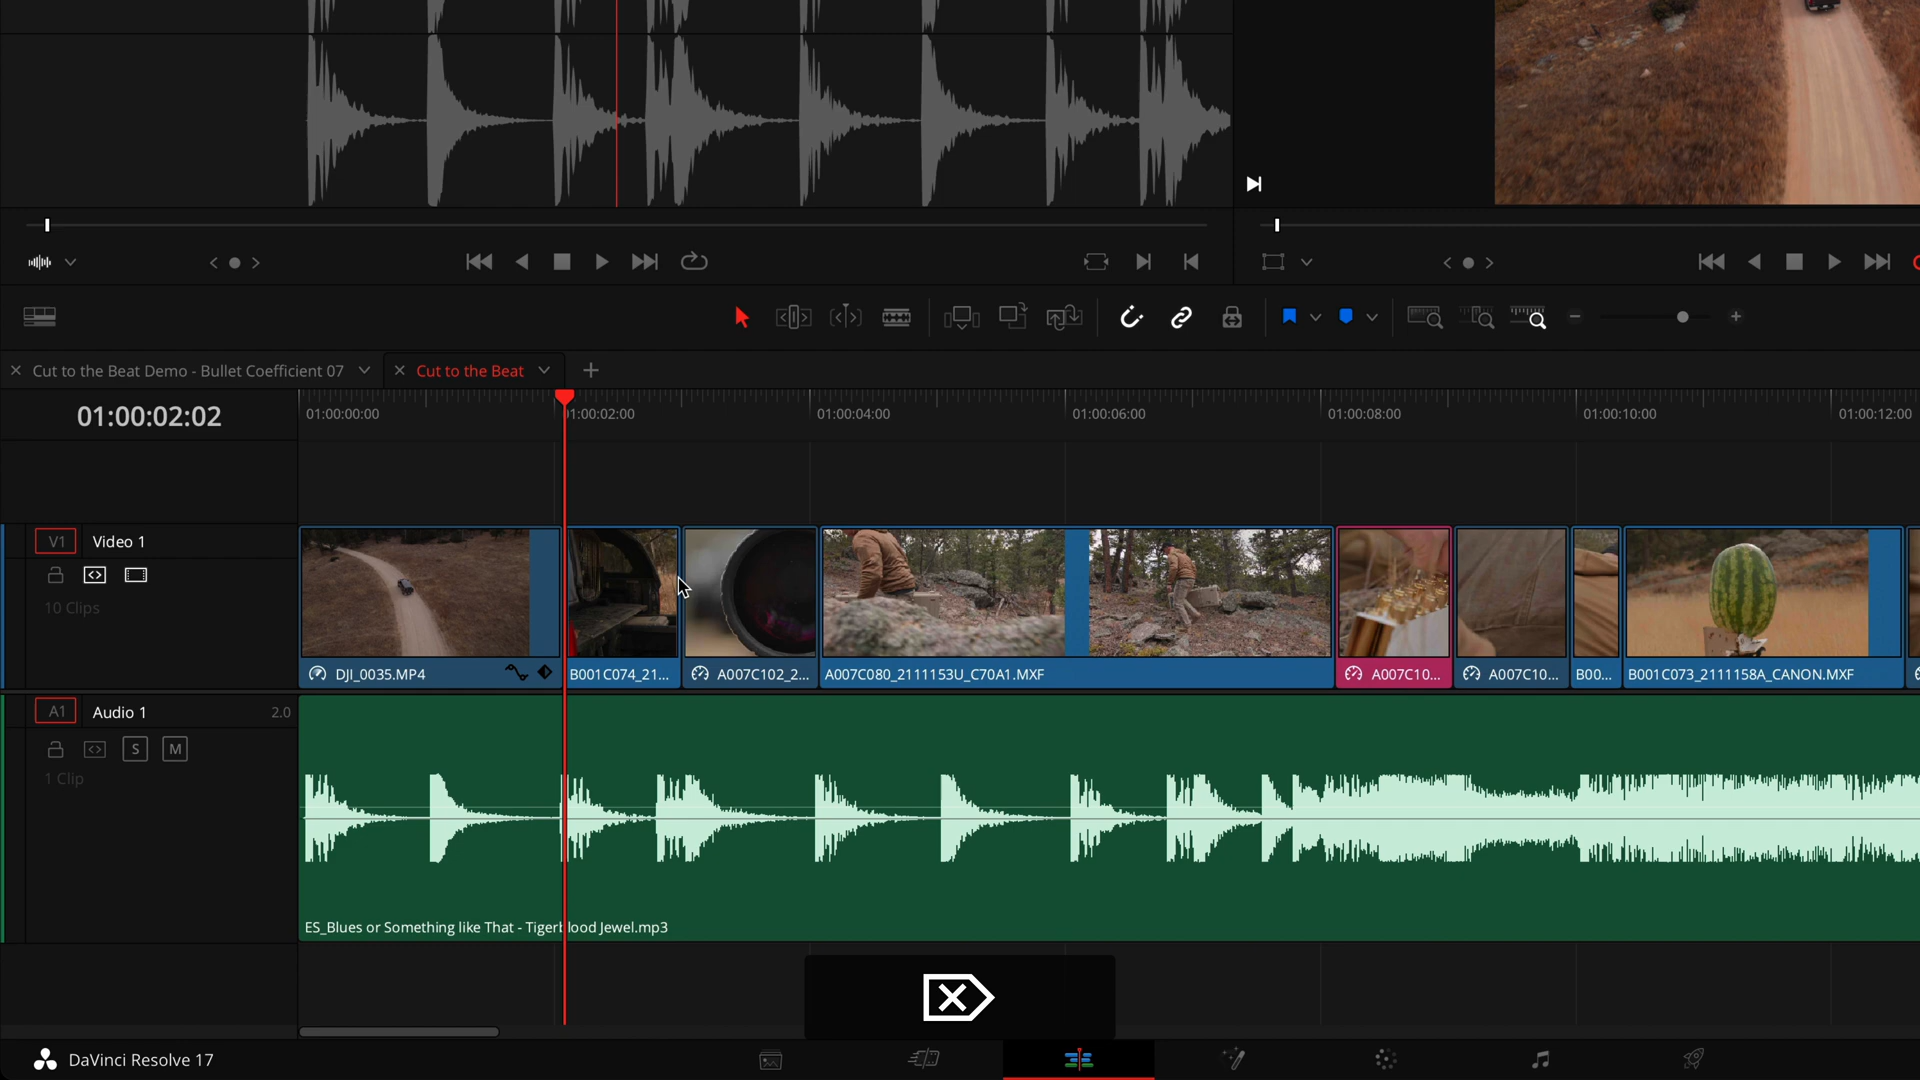 Cut to the Beat Demo - Bullet Coefficient 07
Cut to the Beat
01:00:02:02
01:00:00:00
01:00:02:00
01:00:04:00
01:00:06:00
01:00:08:00
01:00:10:00
01:00:12:00
V1
Video 1
10 Clips
DJI_0035.MP4
B001C074_21...
A007C102_2...
A007C080_2111153U_C70A1.MXF
A007C10...
A007C10...
B00...
B001C073_2111158A_CANON.MXF
A1
Audio 1
2.0
S
M
1 Clip
ES_Blues or Something like That - Tigerblood Jewel.mp3
DaVinci Resolve 17